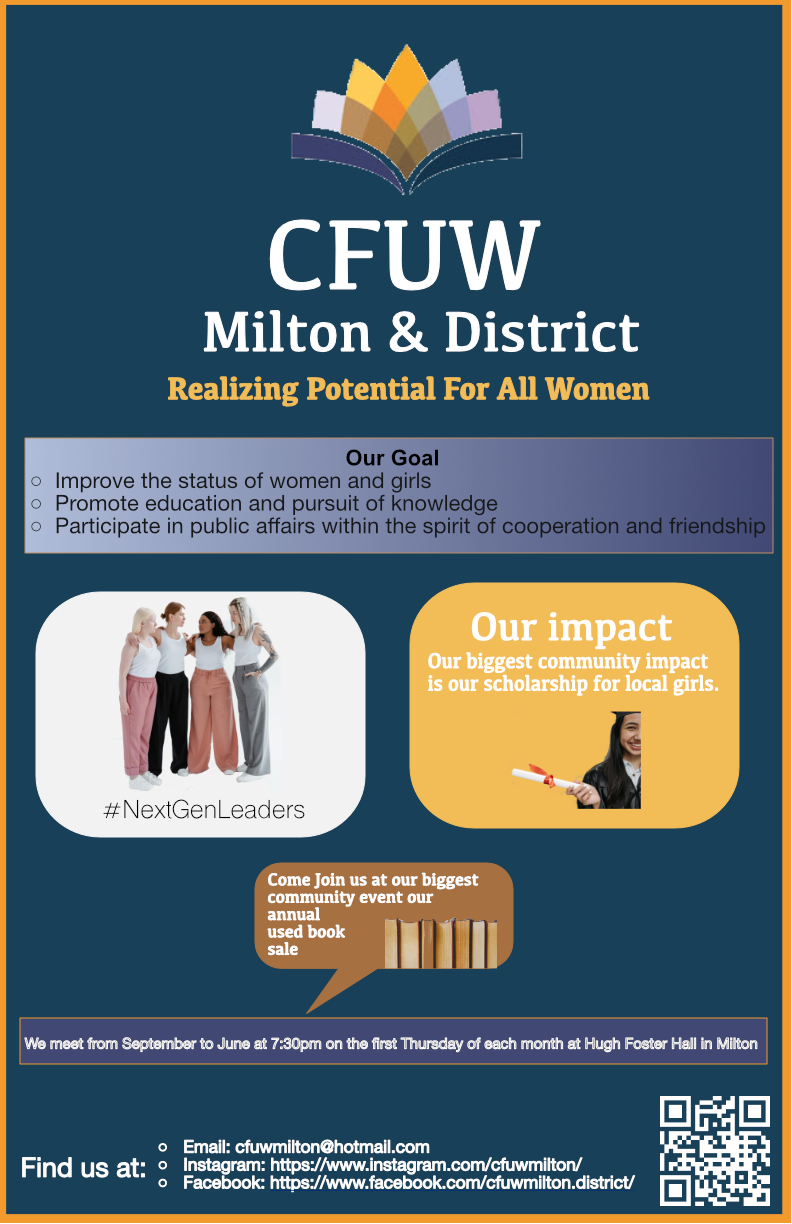 CFUW
Milton & District
Realizing Potential For All Women
Our Goal
○ Improve the status of women and girls
○ Promote education and pursuit of knowledge
○ Participate in public affairs within the spirit of cooperation and friendship
#NextGenLeaders
Our impact
Our biggest community impact
is our scholarship for local girls.
Come Join us at our biggest
community event our
annual
used book
sale
We meet from September to June at 7:30pm on the first Thursday of each month at Hugh Foster Hall in Milton
Find us at:
○ Email: cfuwmilton@hotmail.com
○ Instagram: https://www.instagram.com/cfuwmilton/
○ Facebook: https://www.facebook.com/cfuwmilton.district/